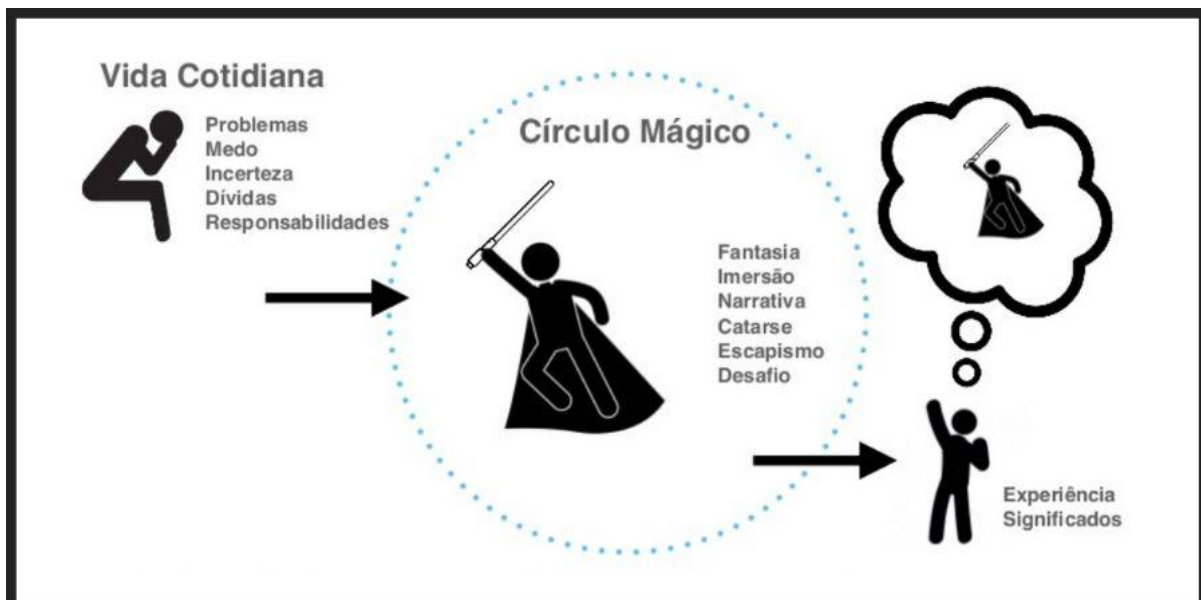 Vida Cotidiana
Problemas
Medo
Incerteza
Dívidas
Responsabilidades
Círculo Mágico
Fantasia
Imersão
Narrativa
Catarse
Escapismo
Desafio
Experiência
Significados